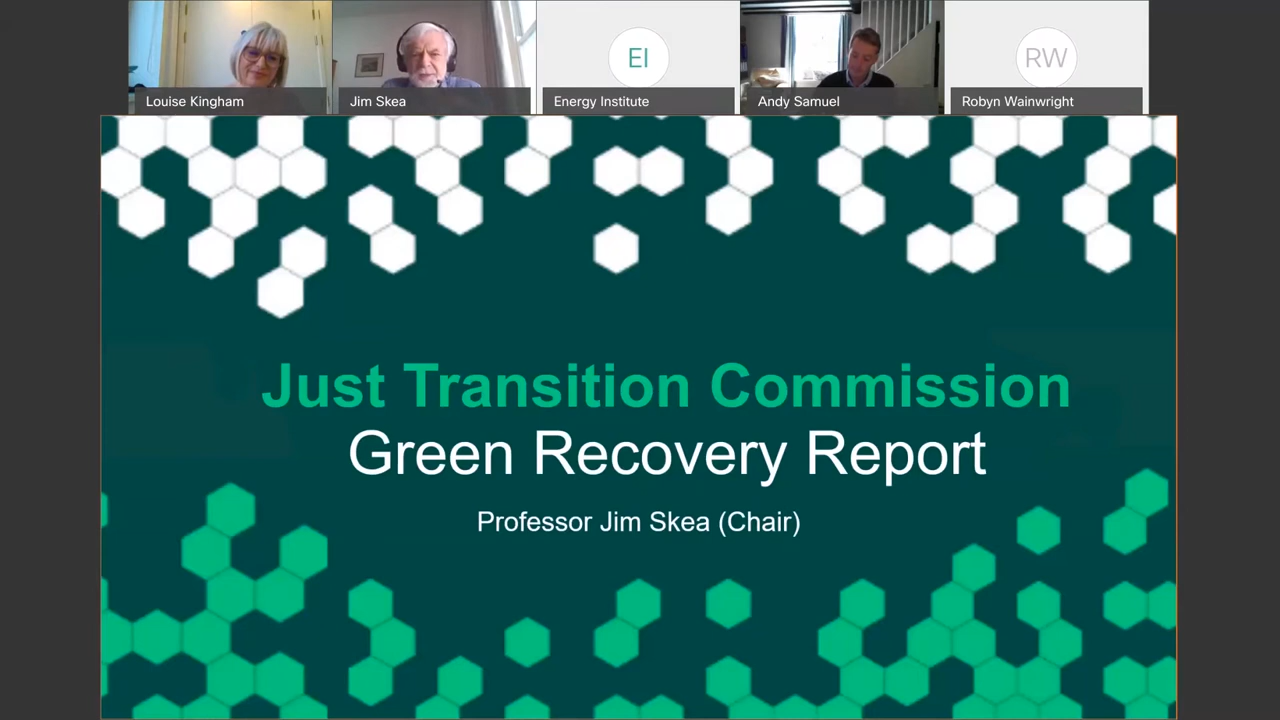 EI
RW
Louise Kingham
Jim Skea
Energy Institute
Andy Samuel
Robyn Wainwright
Just Transition Commission
Green Recovery Report
Professor Jim Skea (Chair)